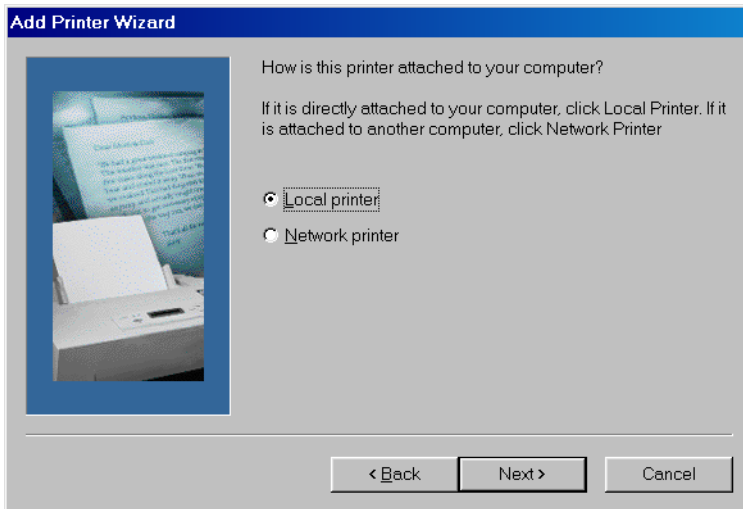 Add Printer Wizard
How is this printer attached to your computer?
If it is directly attached to your computer, click Local Printer. If it
is attached to another computer, click Network Printer
Local printer
Network printer
< Back
Next >
Cancel